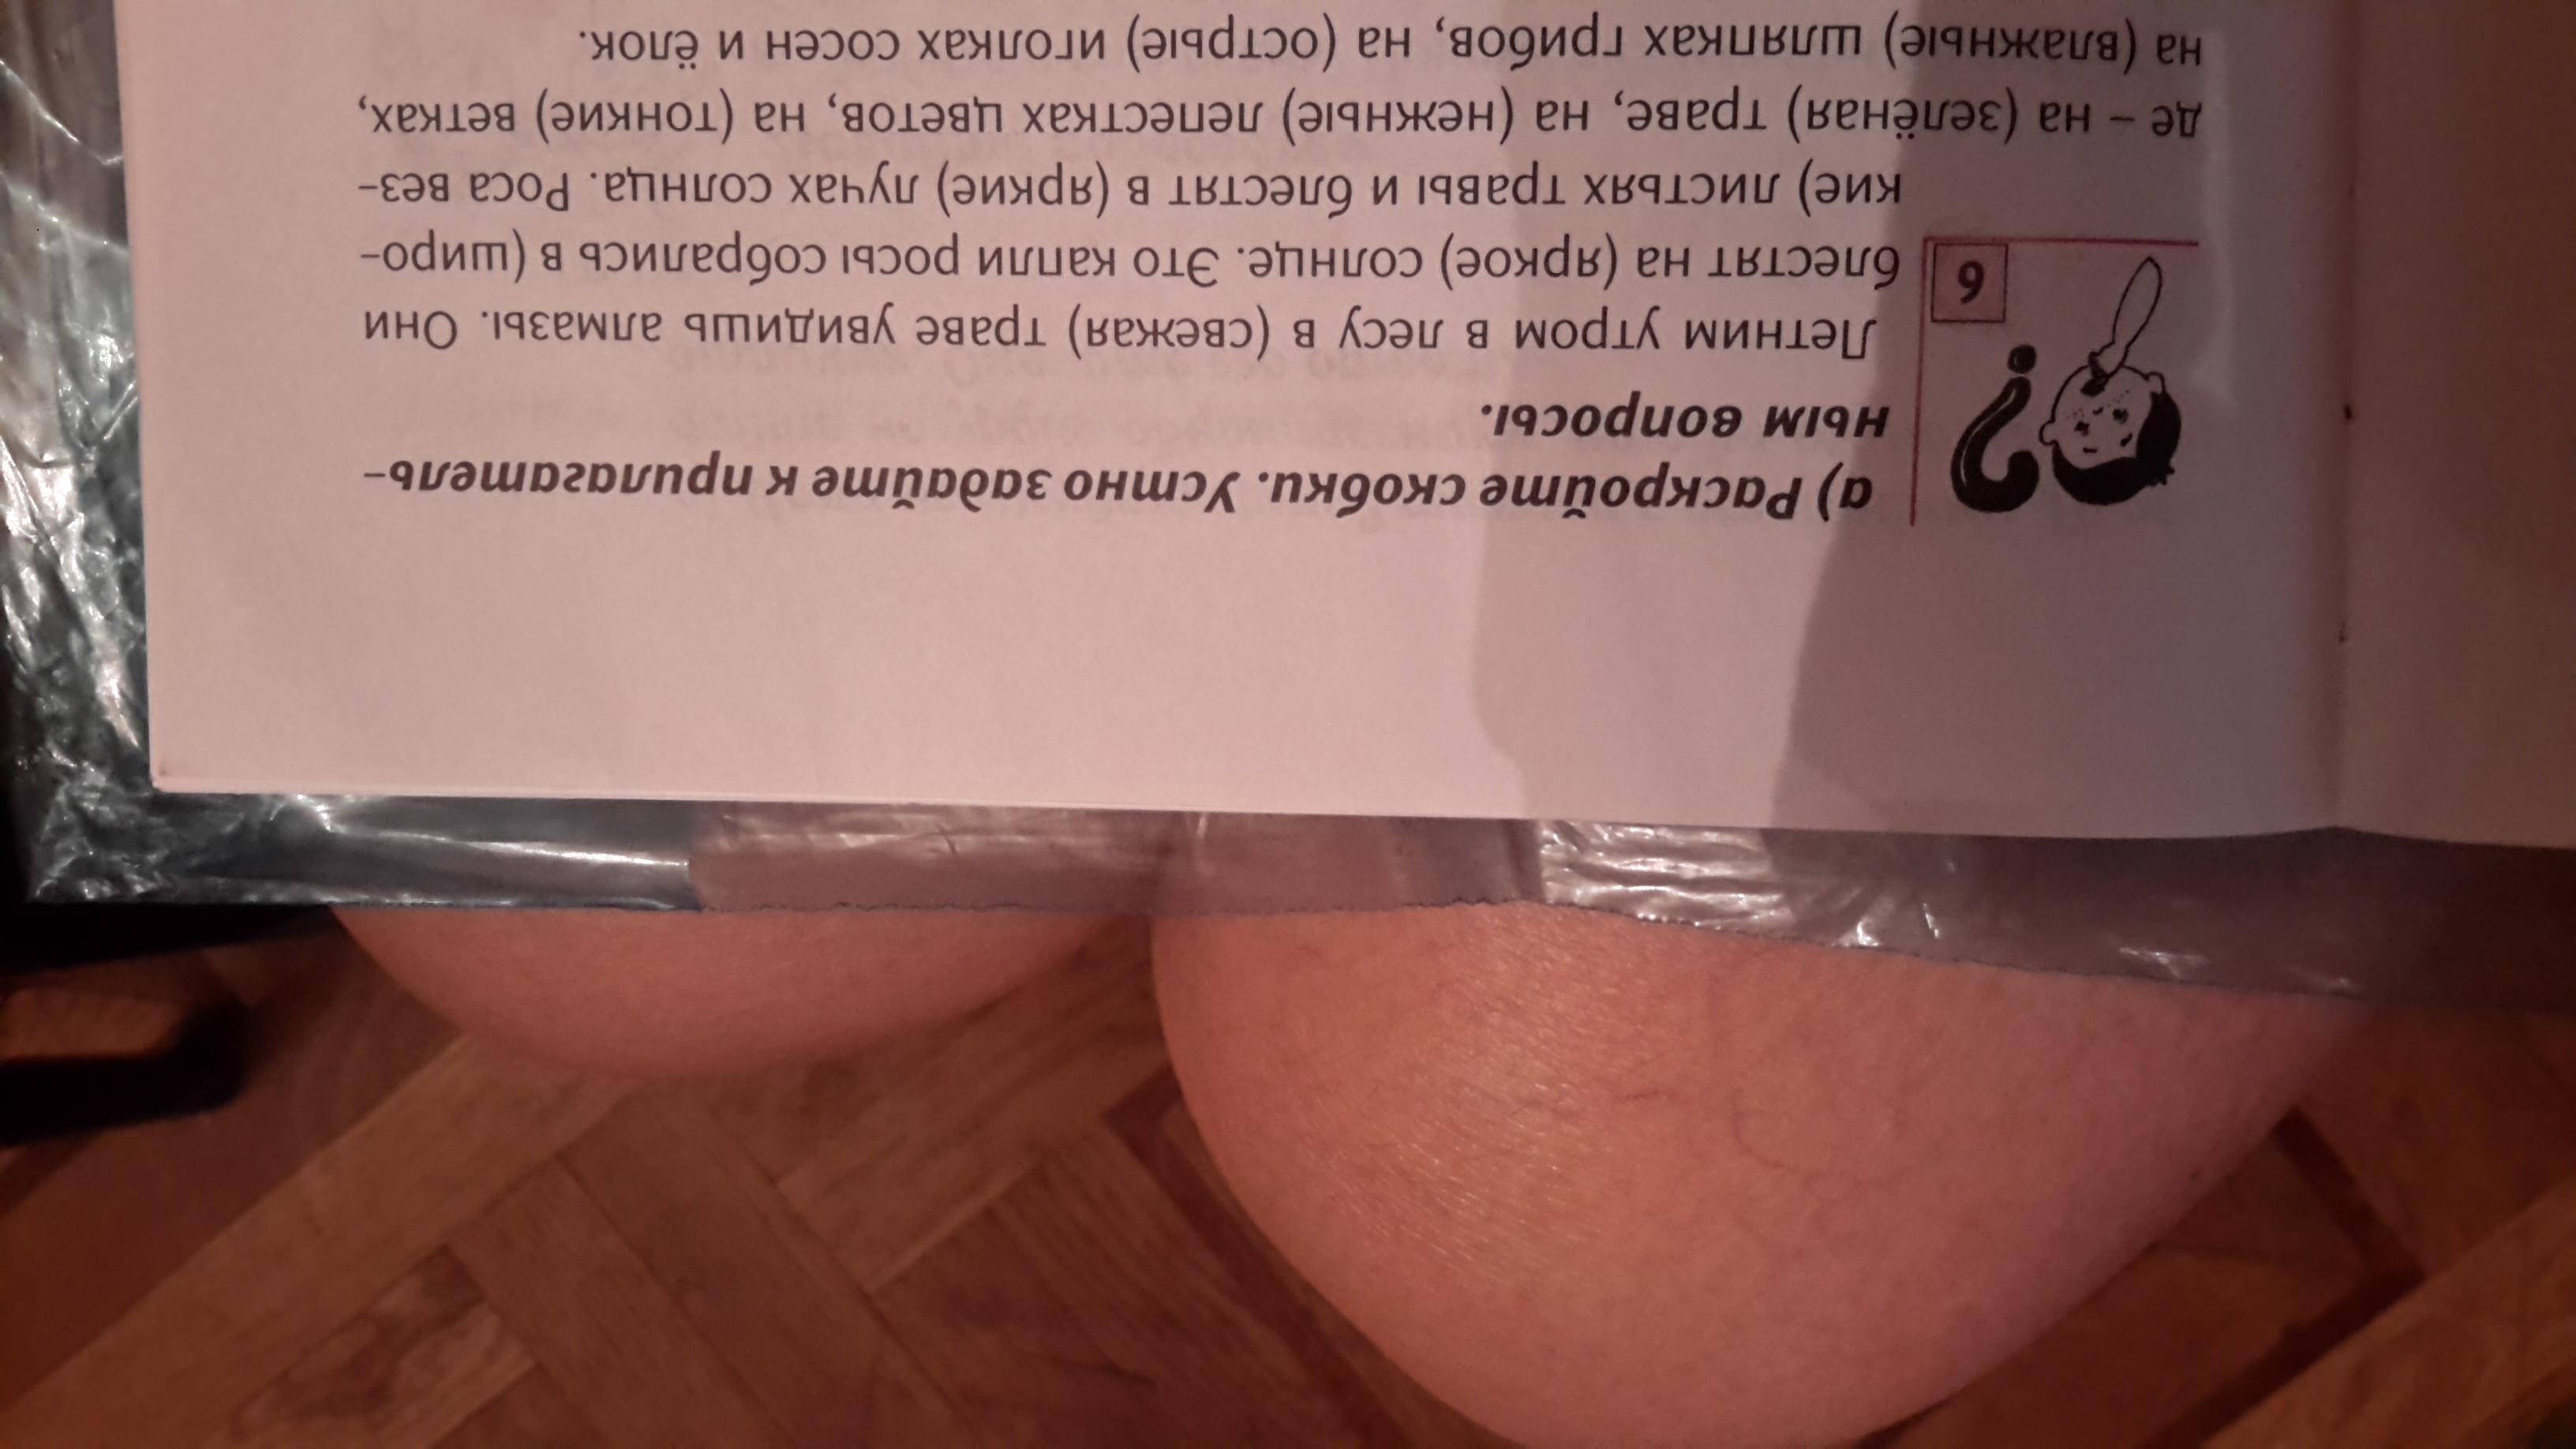 а) Раскройте скобки. Устно задайте к прилагатель-
ным вопросы.
Летним утром в лесу в (свежая) траве увидишь алмазы. Они
6
блестят на (яркое) солнце. Это капли росы собрались в (широ-
кие) листьях травы и блестят в (яркие) лучах солнца. Роса вез-
де – на (зелёная) траве, на (нежные) лепестках цветов, на (тонкие) ветках,
на (влажные) шляпках грибов, на (острые) иголках сосен и ёлок.